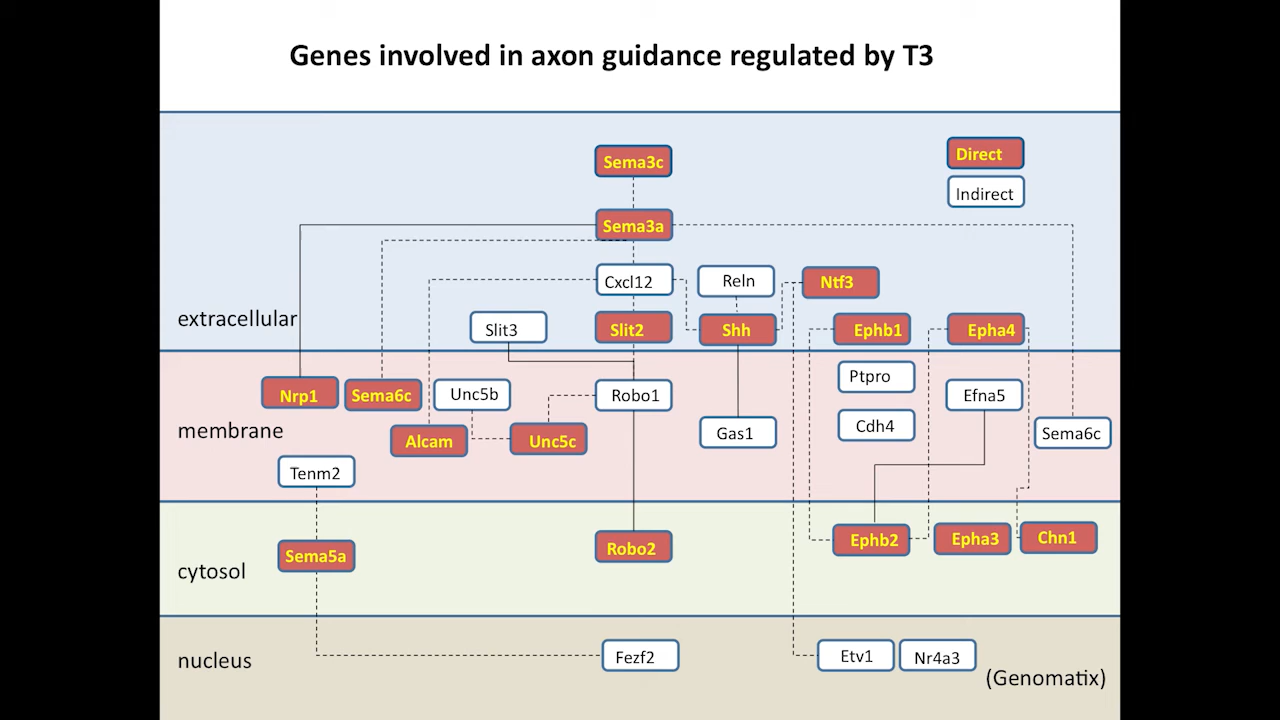 Genes involved in axon guidance regulated by T3
Sema3c
Direct
Indirect
Sema3a
Cxcl12
Reln
Ntf3
extracellular
Slit3
Slit2
Shh
Ephb1
Epha4
Nrp1
Sema6c
Unc5b
Robo1
Ptpro
Efna5
membrane
Alcam
Unc5c
Gas1
Cdh4
Sema6c
Tenm2
Sema5a
Robo2
Ephb2
Epha3
Chn1
cytosol
nucleus
Fezf2
Etv1
Nr4a3
(Genomatix)